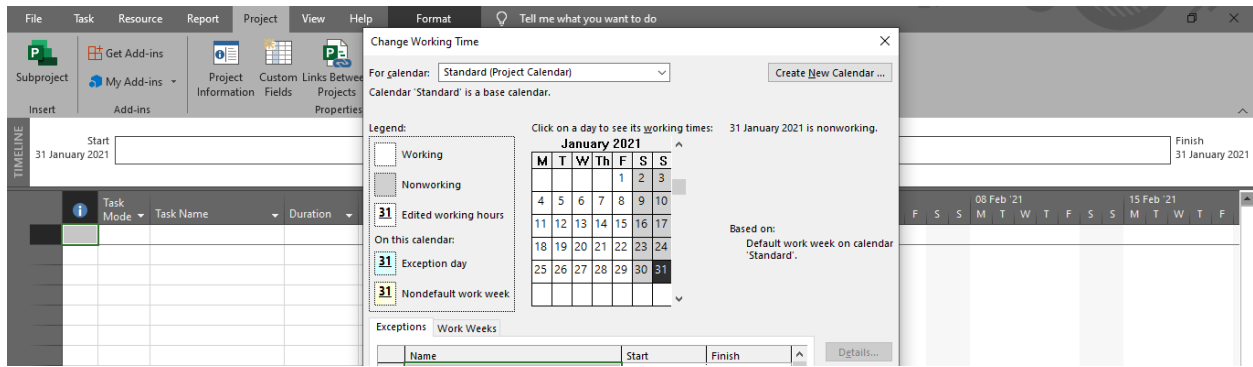 File Task Resource Report Project View Help Format Tell me what you want to do
Subproject
Insert
Get Add-ins
My Add-ins
Add-ins
Project Information
Custom Fields
Links Betwee
Projects
Properties
TIMELINE
Start
31 January 2021
Finish
31 January 2021
Task Mode
Task Name
Duration
Change Working Time
For calendar: Standard (Project Calendar)
Create New Calendar ...
Calendar 'Standard' is a base calendar.
Legend:
Working
Nonworking
31 Edited working hours
On this calendar:
31 Exception day
31 Nondefault work week
Click on a day to see its working times:
January 2021
M T W Th F S S
1 2 3
4 5 6 7 8 9 10
11 12 13 14 15 16 17
18 19 20 21 22 23 24
25 26 27 28 29 30 31
31 January 2021 is nonworking.
Based on:
Default work week on calendar
'Standard'.
Exceptions Work Weeks
Name Start Finish
Details...
08 Feb '21 15 Feb '21
F S S M T W T F S S M T W T F